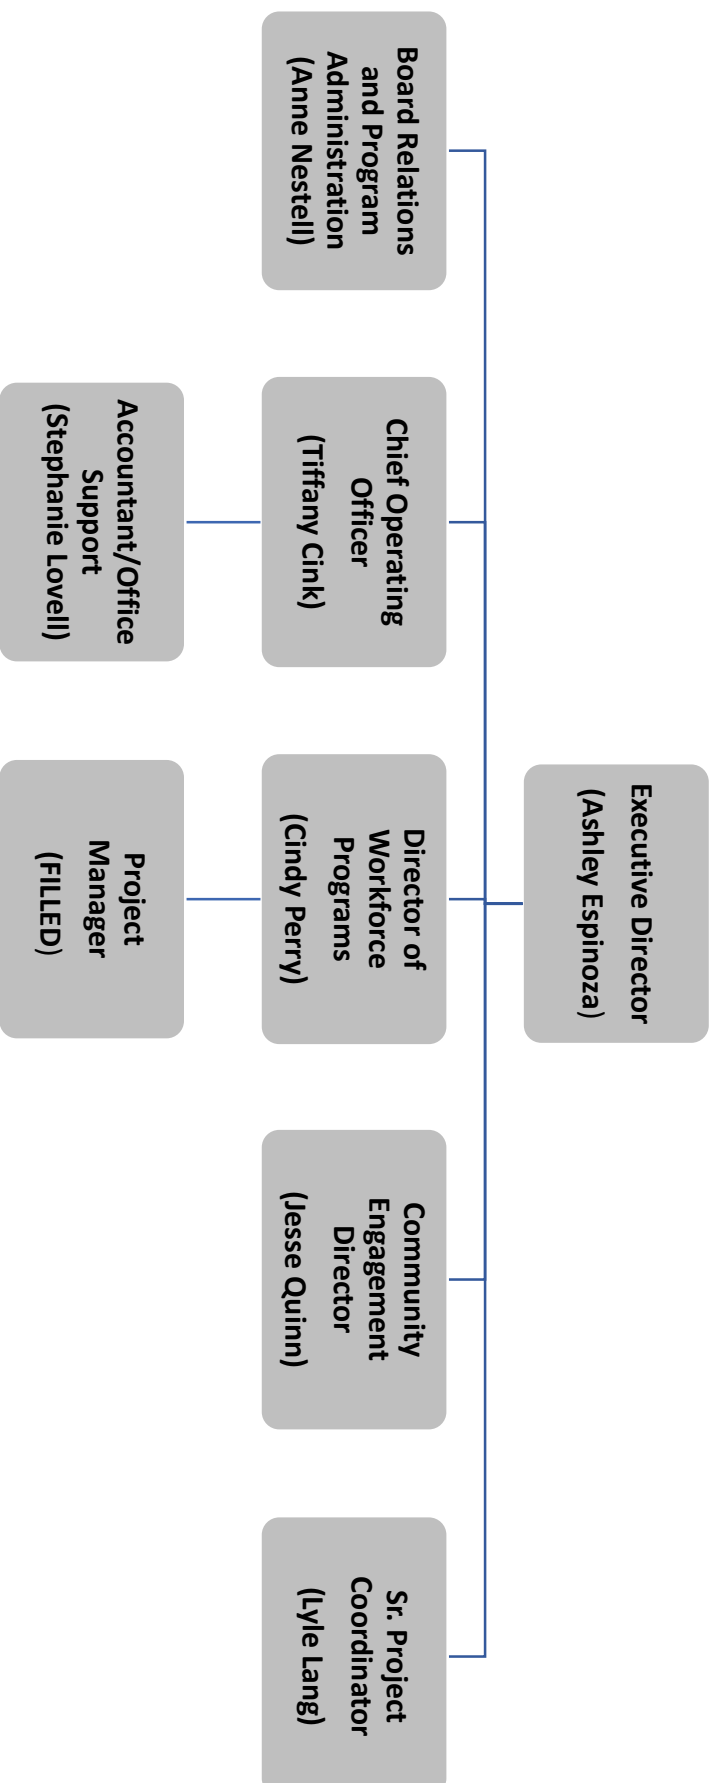 Executive Director
(Ashley Espinoza)
Board Relations
and Program
Administration
(Anne Nestell)
Chief Operating
Officer
(Tiffany Cink)
Director of
Workforce
Programs
(Cindy Perry)
Community
Engagement
Director
(Jesse Quinn)
Sr. Project
Coordinator
(Lyle Lang)
Accountant/Office
Support
(Stephanie Lovell)
Project
Manager
(FILLED)